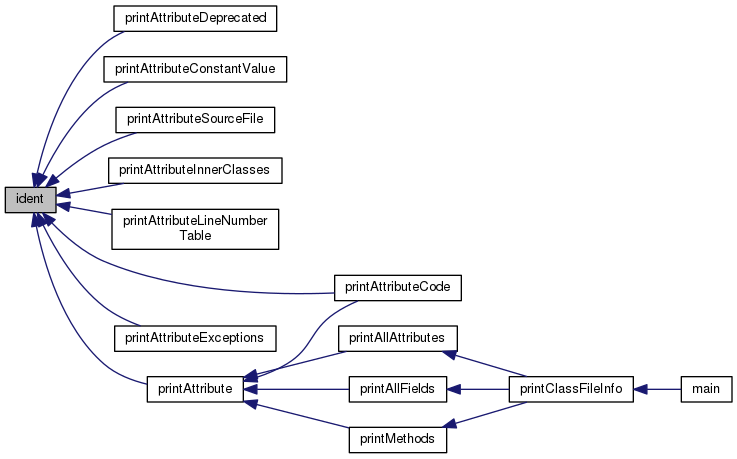 printAttributeDeprecated
printAttributeConstantValue
printAttributeSourceFile
printAttributeInnerClasses
ident
printAttributeLineNumber
Table
printAttributeCode
printAttributeExceptions
printAllAttributes
printAttribute
printAllFields
printClassFileInfo
main
printMethods